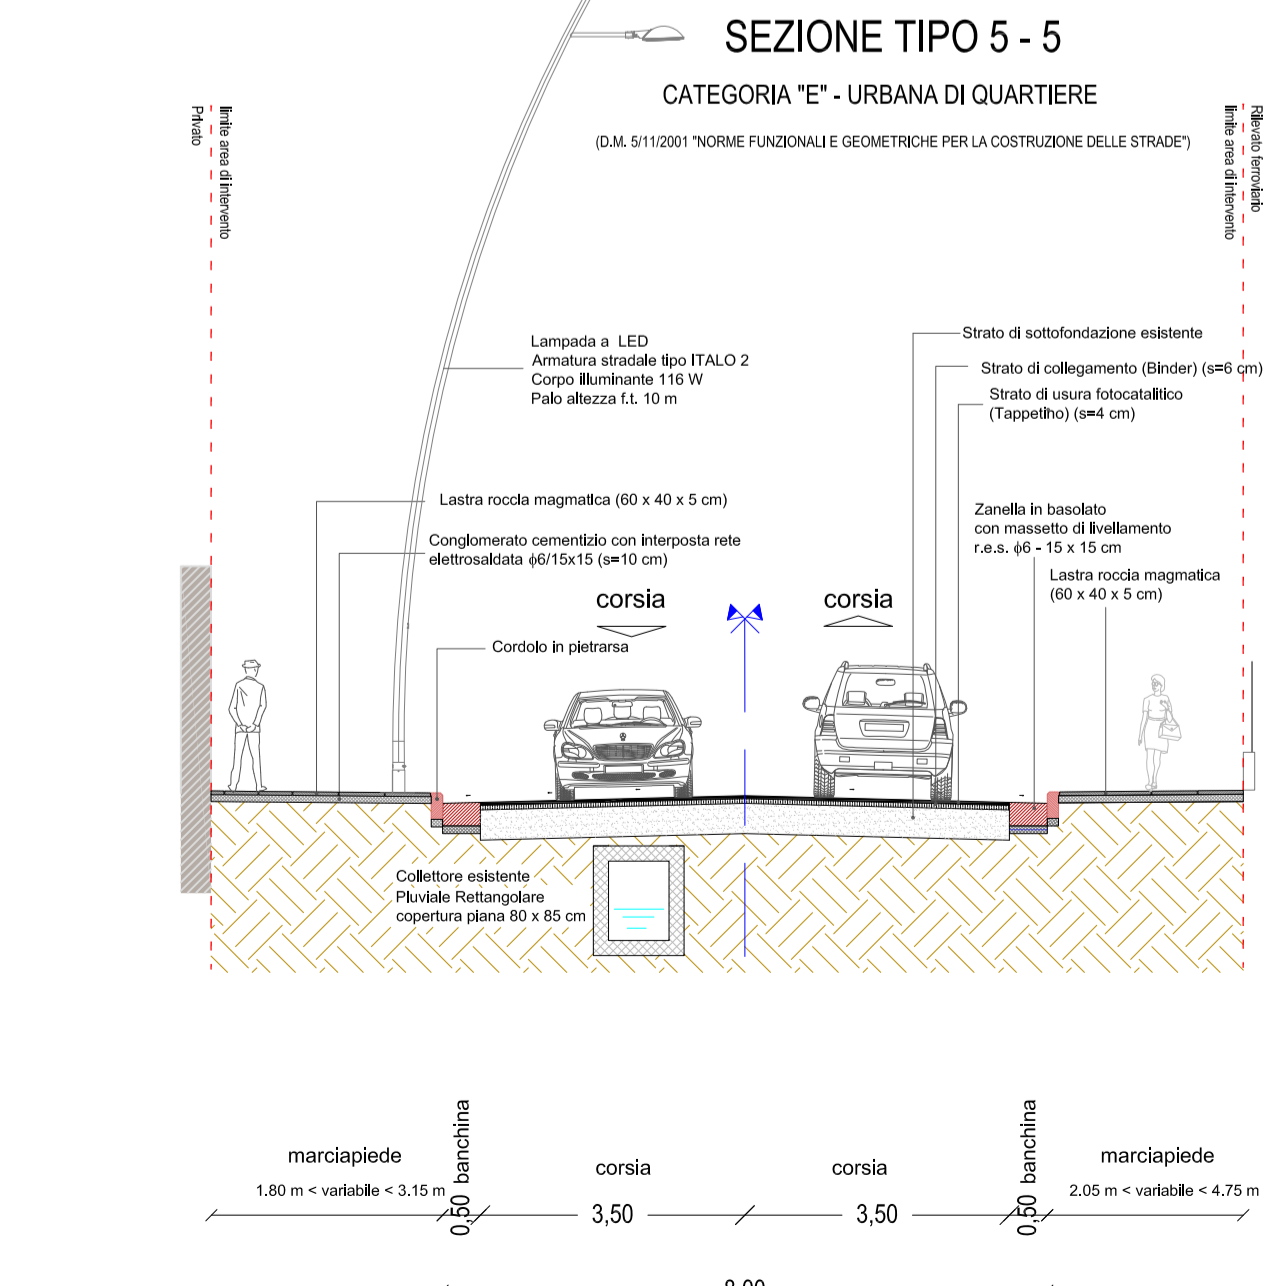 SEZIONE TIPO 5 - 5
CATEGORIA "E" - URBANA DI QUARTIERE
(D.M. 5/11/2001 "NORME FUNZIONALI E GEOMETRICHE PER LA COSTRUZIONE DELLE STRADE")
Privato
limite area di intervento
limite area di intervento
Rilevato ferroviario
Lampada a LED
Armatura stradale tipo ITALO 2
Corpo illuminante 116 W
Palo altezza f.t. 10 m
Strato di sottofondazione esistente
Strato di collegamento (Binder) (s=6 cm)
Strato di usura fotocatalitico
(Tappetino) (s=4 cm)
Lastra roccia magmatica (60 x 40 x 5 cm)
Conglomerato cementizio con interposta rete
elettrosaldata ϕ6/15x15 (s=10 cm)
Zanella in basolato
con massetto di livellamento
r.e.s. ϕ6 - 15 x 15 cm
Lastra roccia magmatica
(60 x 40 x 5 cm)
corsia
corsia
Cordolo in pietrarsa
Collettore esistente
Pluviale Rettangolare
copertura piana 80 x 85 cm
marciapiede
1.80 m < variabile < 3.15 m
0,50 banchina
corsia
3,50
corsia
3,50
0,50 banchina
marciapiede
2.05 m < variabile < 4.75 m
8,00